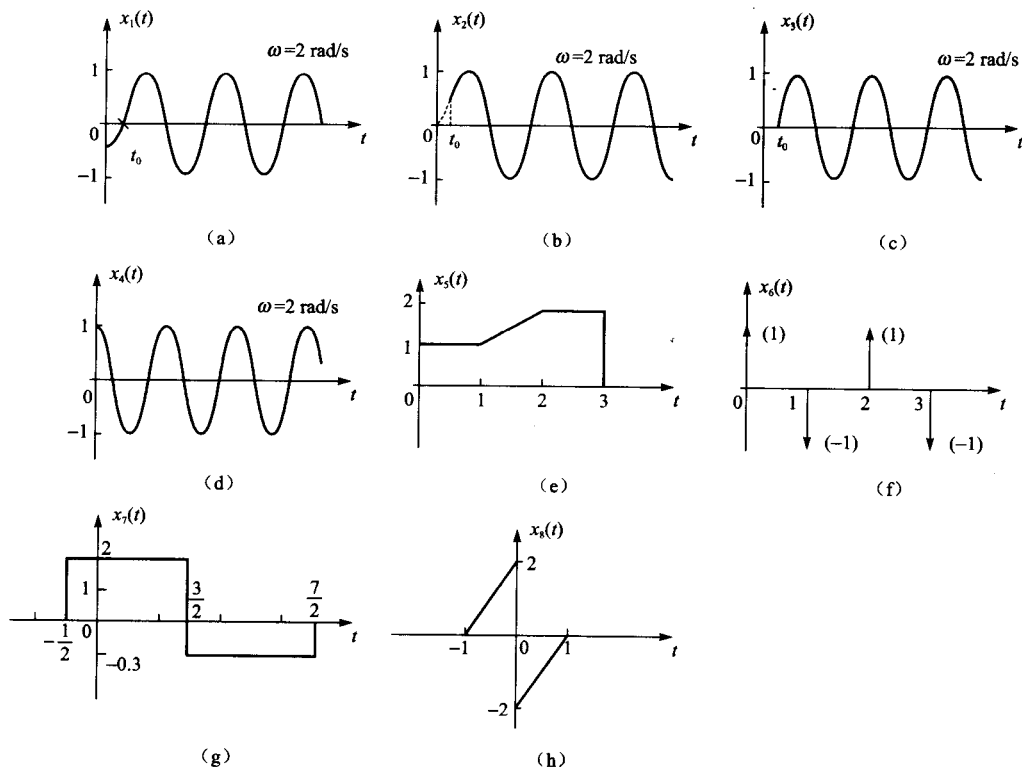 x₁(t)
ω=2 rad/s
1
0
t₀
t
−1
(a)
x₂(t)
ω=2 rad/s
1
0
t₀
t
−1
(b)
x₃(t)
ω=2 rad/s
1
0
t₀
t
−1
(c)
x₄(t)
ω=2 rad/s
1
0
t
−1
(d)
x₅(t)
2
1
0
1
2
3
t
(e)
x₆(t)
(1)
(1)
0
1
2
3
t
(−1)
(−1)
(f)
x₇(t)
2
1
3/2
7/2
−1/2
0
t
−0.3
(g)
x₈(t)
2
−1
0
1
t
−2
(h)